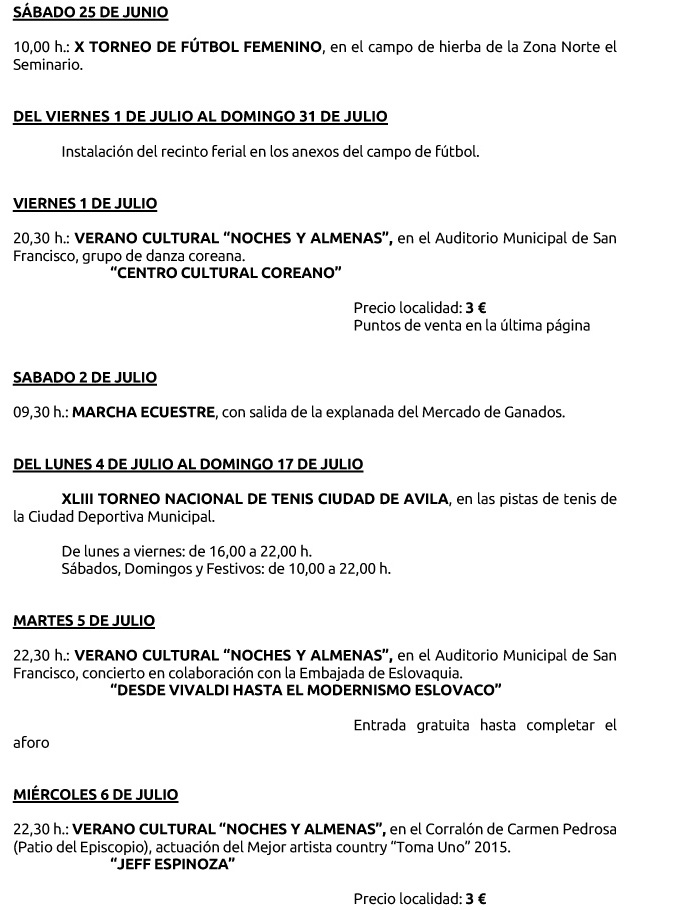 SÁBADO 25 DE JUNIO
10,00 h.: X TORNEO DE FÚTBOL FEMENINO, en el campo de hierba de la Zona Norte el
Seminario.
DEL VIERNES 1 DE JULIO AL DOMINGO 31 DE JULIO
Instalación del recinto ferial en los anexos del campo de fútbol.
VIERNES 1 DE JULIO
20,30 h.: VERANO CULTURAL “NOCHES Y ALMENAS”, en el Auditorio Municipal de San
Francisco, grupo de danza coreana.
“CENTRO CULTURAL COREANO”
Precio localidad: 3 €
Puntos de venta en la última página
SABADO 2 DE JULIO
09,30 h.: MARCHA ECUESTRE, con salida de la explanada del Mercado de Ganados.
DEL LUNES 4 DE JULIO AL DOMINGO 17 DE JULIO
XLIII TORNEO NACIONAL DE TENIS CIUDAD DE AVILA, en las pistas de tenis de
la Ciudad Deportiva Municipal.
De lunes a viernes: de 16,00 a 22,00 h.
Sábados, Domingos y Festivos: de 10,00 a 22,00 h.
MARTES 5 DE JULIO
22,30 h.: VERANO CULTURAL “NOCHES Y ALMENAS”, en el Auditorio Municipal de San
Francisco, concierto en colaboración con la Embajada de Eslovaquia.
“DESDE VIVALDI HASTA EL MODERNISMO ESLOVACO”
Entrada gratuita hasta completar el
aforo
MIÉRCOLES 6 DE JULIO
22,30 h.: VERANO CULTURAL “NOCHES Y ALMENAS”, en el Corralón de Carmen Pedrosa
(Patio del Episcopio), actuación del Mejor artista country “Toma Uno” 2015.
“JEFF ESPINOZA”
Precio localidad: 3 €